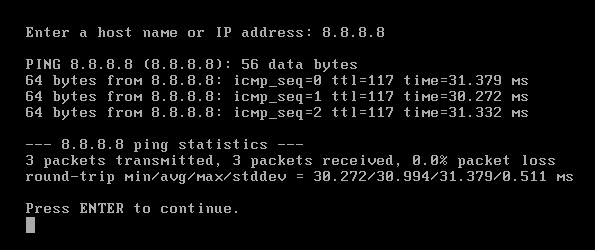 Enter a host name or IP address: 8.8.8.8
PING 8.8.8.8 (8.8.8.8): 56 data bytes
64 bytes from 8.8.8.8: icmp_seq=0 ttl=117 time=31.379 ms
64 bytes from 8.8.8.8: icmp_seq=1 ttl=117 time=30.272 ms
64 bytes from 8.8.8.8: icmp_seq=2 ttl=117 time=31.332 ms
--- 8.8.8.8 ping statistics ---
3 packets transmitted, 3 packets received, 0.0% packet loss
round-trip min/avg/max/stddev = 30.272/30.994/31.379/0.511 ms
Press ENTER to continue.